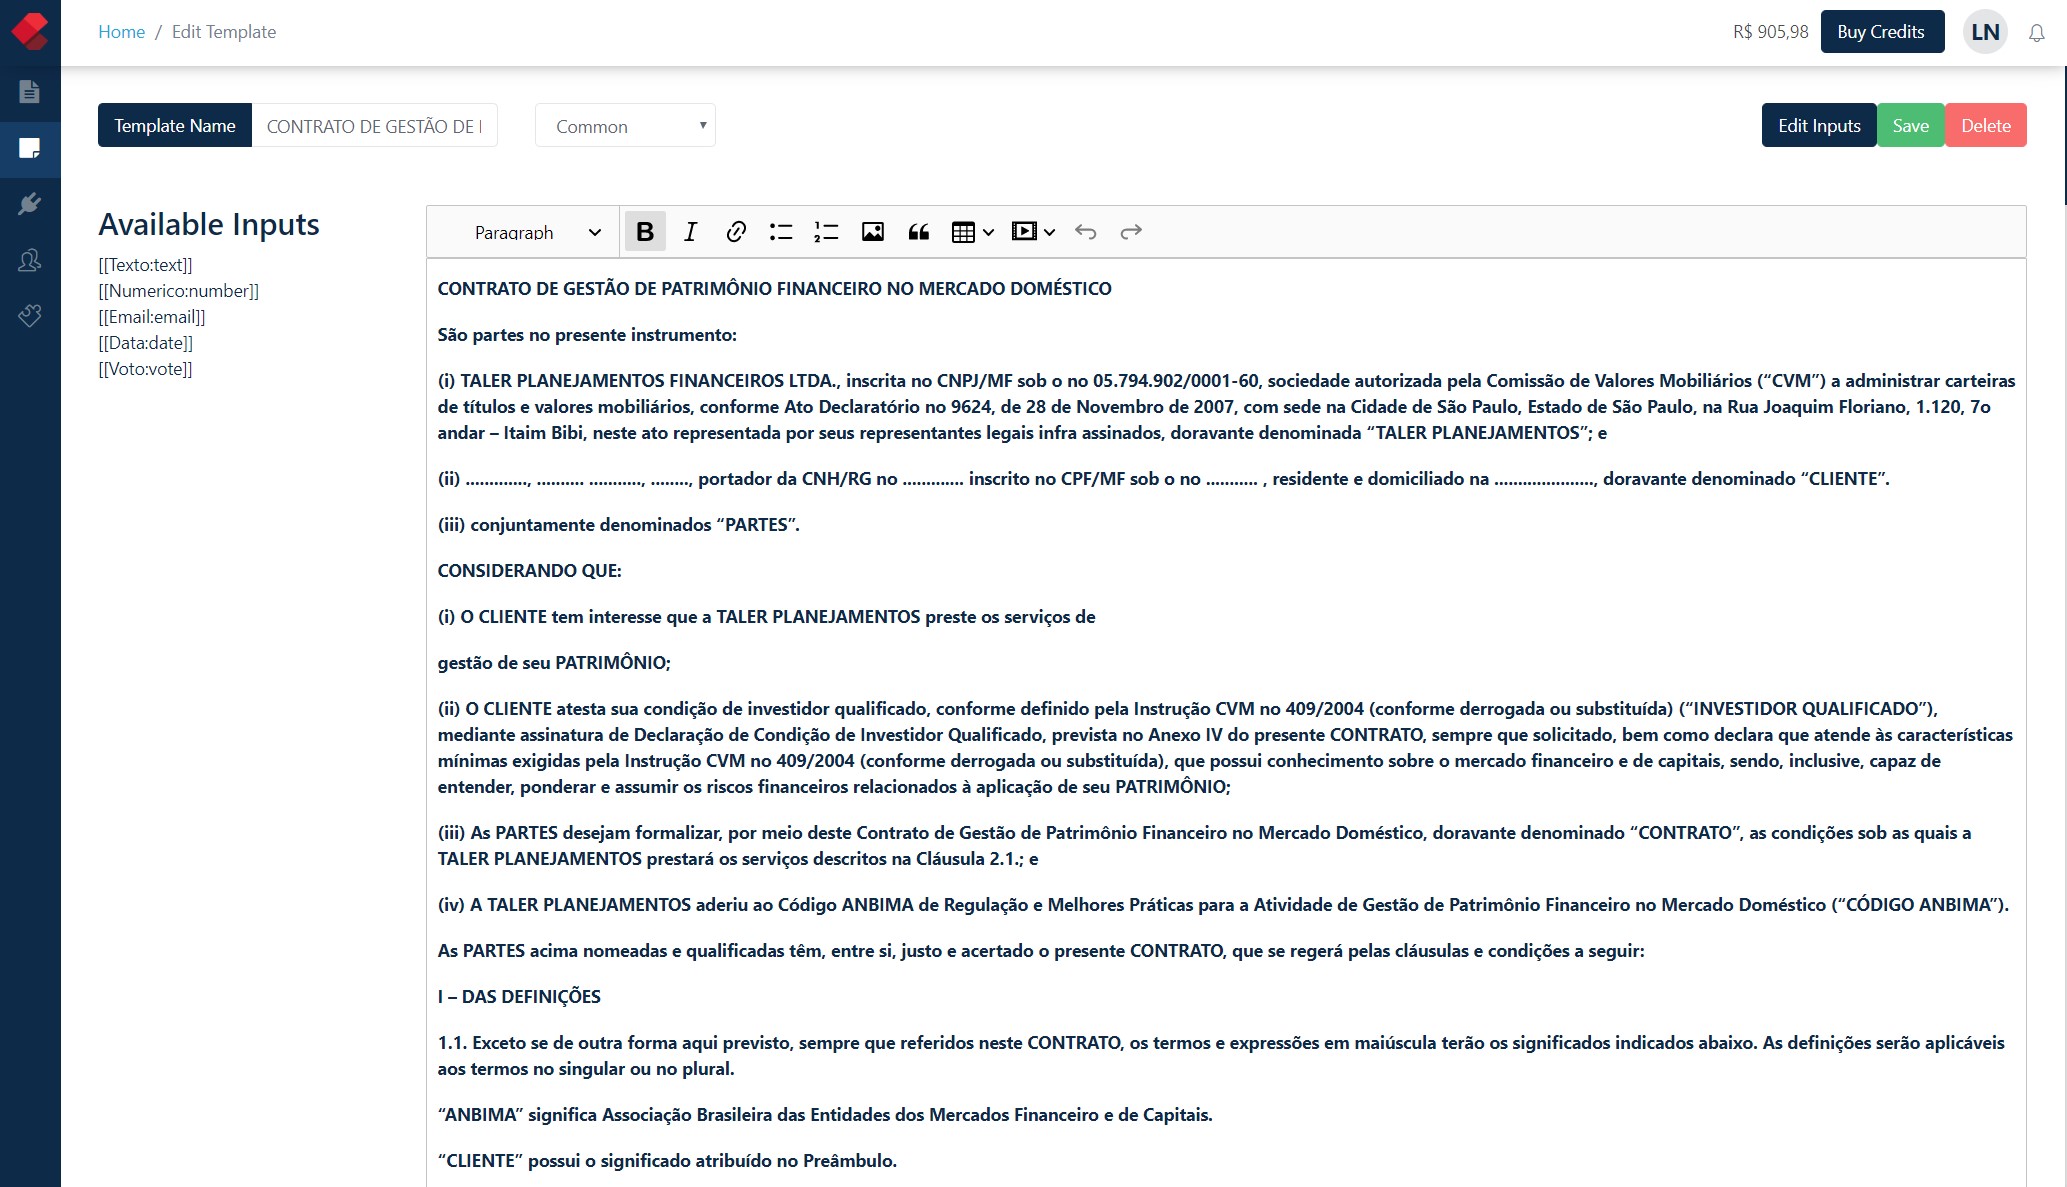 Home / Edit Template
R$ 905,98
Buy Credits
LN
Template Name
CONTRATO DE GESTÃO DE
Common
Edit Inputs
Save
Delete
Available Inputs
[[Texto:text]]
[[Numerico:number]]
[[Email:email]]
[[Data:date]]
[[Voto:vote]]
Paragraph
CONTRATO DE GESTÃO DE PATRIMÔNIO FINANCEIRO NO MERCADO DOMÉSTICO
São partes no presente instrumento:
(i) TALER PLANEJAMENTOS FINANCEIROS LTDA., inscrita no CNPJ/MF sob o no 05.794.902/0001-60, sociedade autorizada pela Comissão de Valores Mobiliários (“CVM”) a administrar carteiras
de títulos e valores mobiliários, conforme Ato Declaratório no 9624, de 28 de Novembro de 2007, com sede na Cidade de São Paulo, Estado de São Paulo, na Rua Joaquim Floriano, 1.120, 7o
andar – Itaim Bibi, neste ato representada por seus representantes legais infra assinados, doravante denominada “TALER PLANEJAMENTOS”; e
(ii) ............., .......... ..........., ........, portador da CNH/RG no ............. inscrito no CPF/MF sob o no ........... , residente e domiciliado na ....................., doravante denominado “CLIENTE”.
(iii) conjuntamente denominados “PARTES”.
CONSIDERANDO QUE:
(i) O CLIENTE tem interesse que a TALER PLANEJAMENTOS preste os serviços de
gestão de seu PATRIMÔNIO;
(ii) O CLIENTE atesta sua condição de investidor qualificado, conforme definido pela Instrução CVM no 409/2004 (conforme derrogada ou substituída) (“INVESTIDOR QUALIFICADO”),
mediante assinatura de Declaração de Condição de Investidor Qualificado, prevista no Anexo IV do presente CONTRATO, sempre que solicitado, bem como declara que atende às características
mínimas exigidas pela Instrução CVM no 409/2004 (conforme derrogada ou substituída), que possui conhecimento sobre o mercado financeiro e de capitais, sendo, inclusive, capaz de
entender, ponderar e assumir os riscos financeiros relacionados à aplicação de seu PATRIMÔNIO;
(iii) As PARTES desejam formalizar, por meio deste Contrato de Gestão de Patrimônio Financeiro no Mercado Doméstico, doravante denominado “CONTRATO”, as condições sob as quais a
TALER PLANEJAMENTOS prestará os serviços descritos na Cláusula 2.1.; e
(iv) A TALER PLANEJAMENTOS aderiu ao Código ANBIMA de Regulação e Melhores Práticas para a Atividade de Gestão de Patrimônio Financeiro no Mercado Doméstico (“CÓDIGO ANBIMA”).
As PARTES acima nomeadas e qualificadas têm, entre si, justo e acertado o presente CONTRATO, que se regerá pelas cláusulas e condições a seguir:
I – DAS DEFINIÇÕES
1.1. Exceto se de outra forma aqui previsto, sempre que referidos neste CONTRATO, os termos e expressões em maiúscula terão os significados indicados abaixo. As definições serão aplicáveis
aos termos no singular ou no plural.
“ANBIMA” significa Associação Brasileira das Entidades dos Mercados Financeiro e de Capitais.
“CLIENTE” possui o significado atribuído no Preâmbulo.